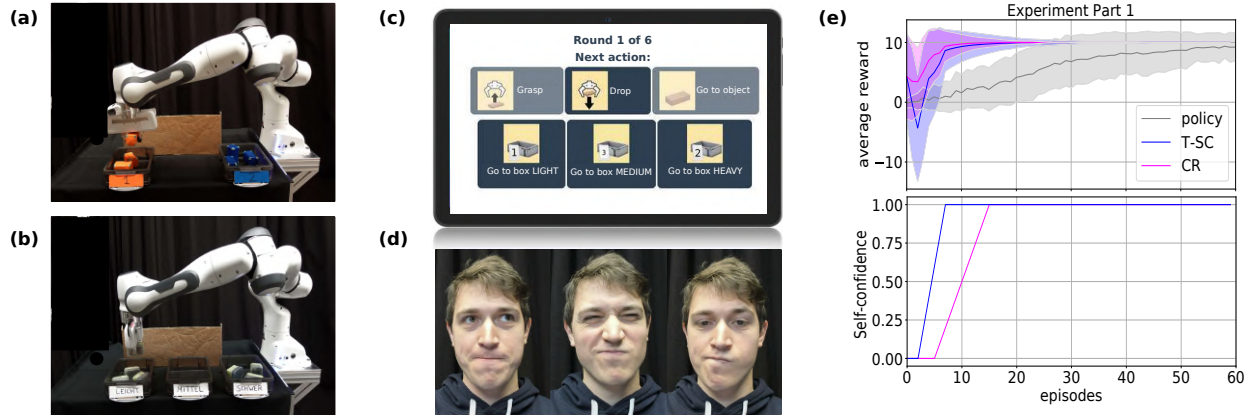 (a)
(b)
LEICHT
MITTEL
SCHWER
(c)
Round 1 of 6
Next action:
Grasp
Drop
Go to object
1
3
2
Go to box LIGHT
Go to box MEDIUM
Go to box HEAVY
(d)
(e)
Experiment Part 1
average reward
10
0
−10
policy
T-SC
CR
Self-confidence
1.00
0.75
0.50
0.25
0.00
0
10
20
30
40
50
60
episodes